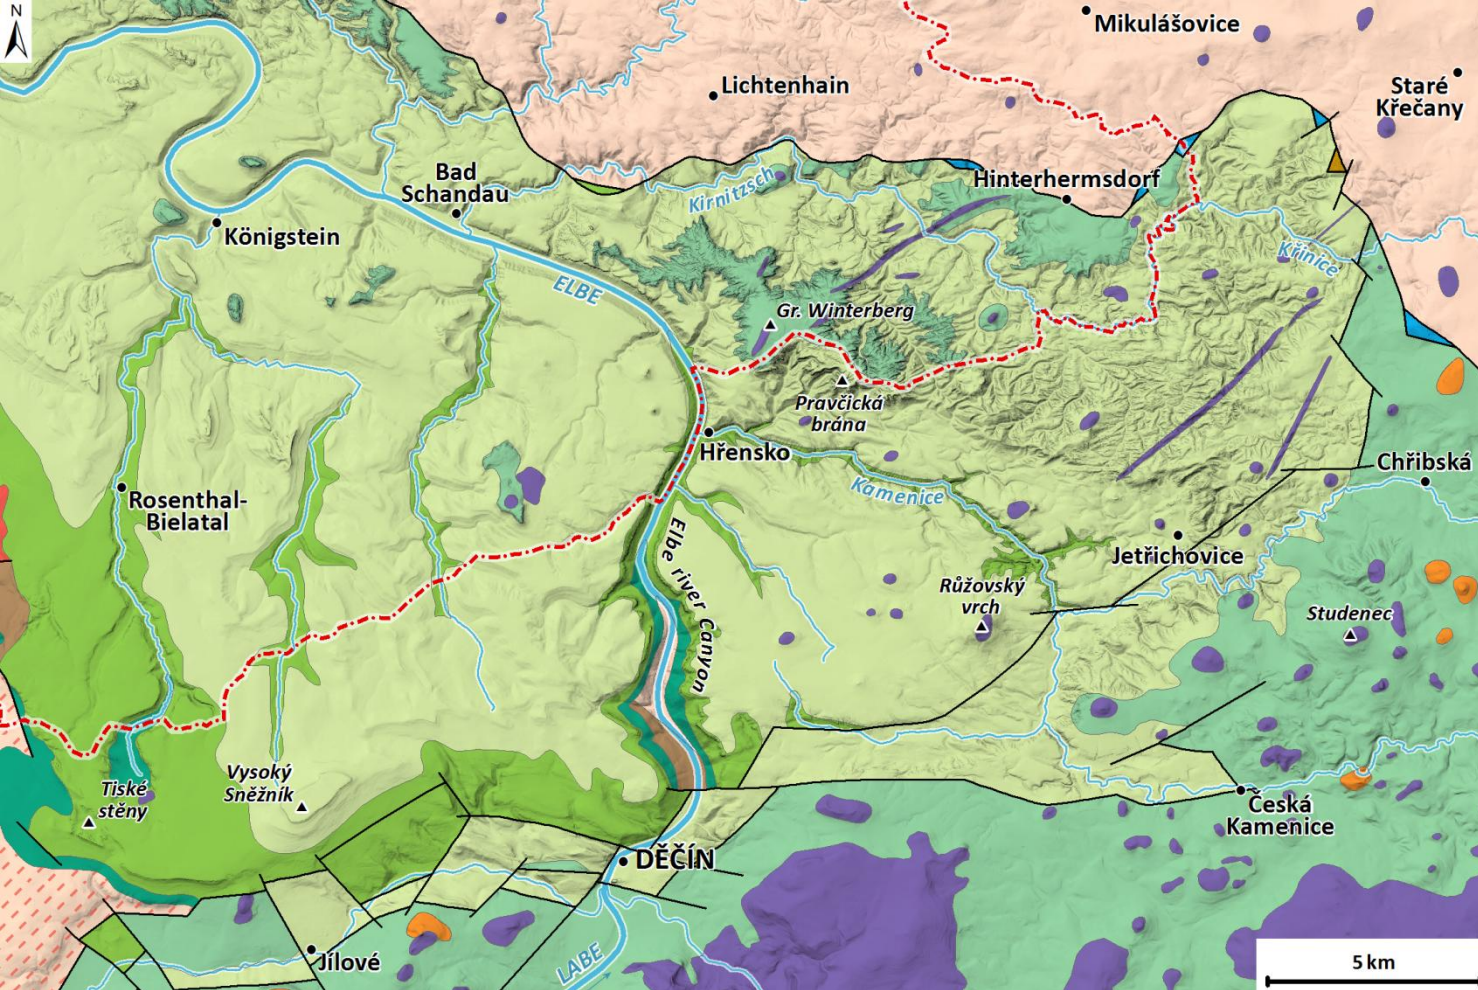 N
Mikulášovice
Lichtenhain
Staré
Křečany
Bad
Schandau
Kirnitzsch
Hinterhermsdorf
Königstein
Křinice
ELBE
Gr. Winterberg
Pravčická
brána
Hřensko
Chřibská
Kamenice
Rosenthal-
Bielatal
Elbe river Canyon
Jetřichovice
Růžovský
vrch
Studenec
Vysoký
Sněžník
Tiské
stěny
Česká
Kamenice
DĚČÍN
Jílové
LABE
5 km